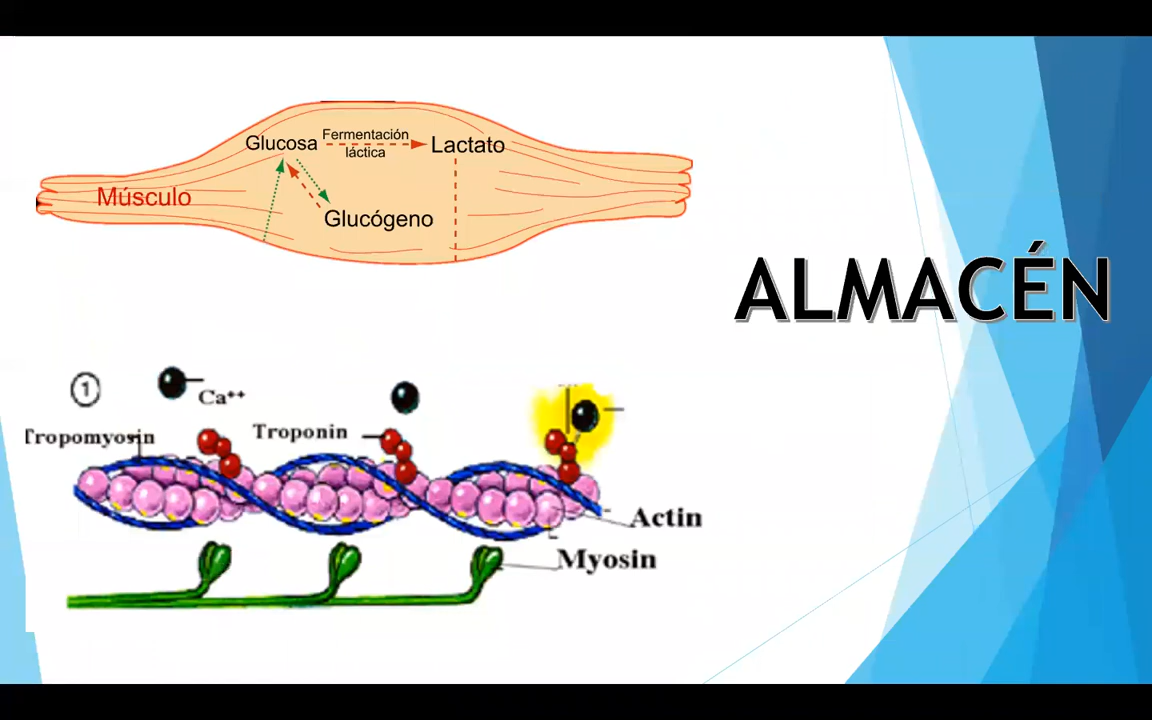 Glucosa
Fermentación
láctica
Lactato
Músculo
Glucógeno
ALMACÉN
1
Ca++
Tropomyosin
Troponin
Actin
Myosin